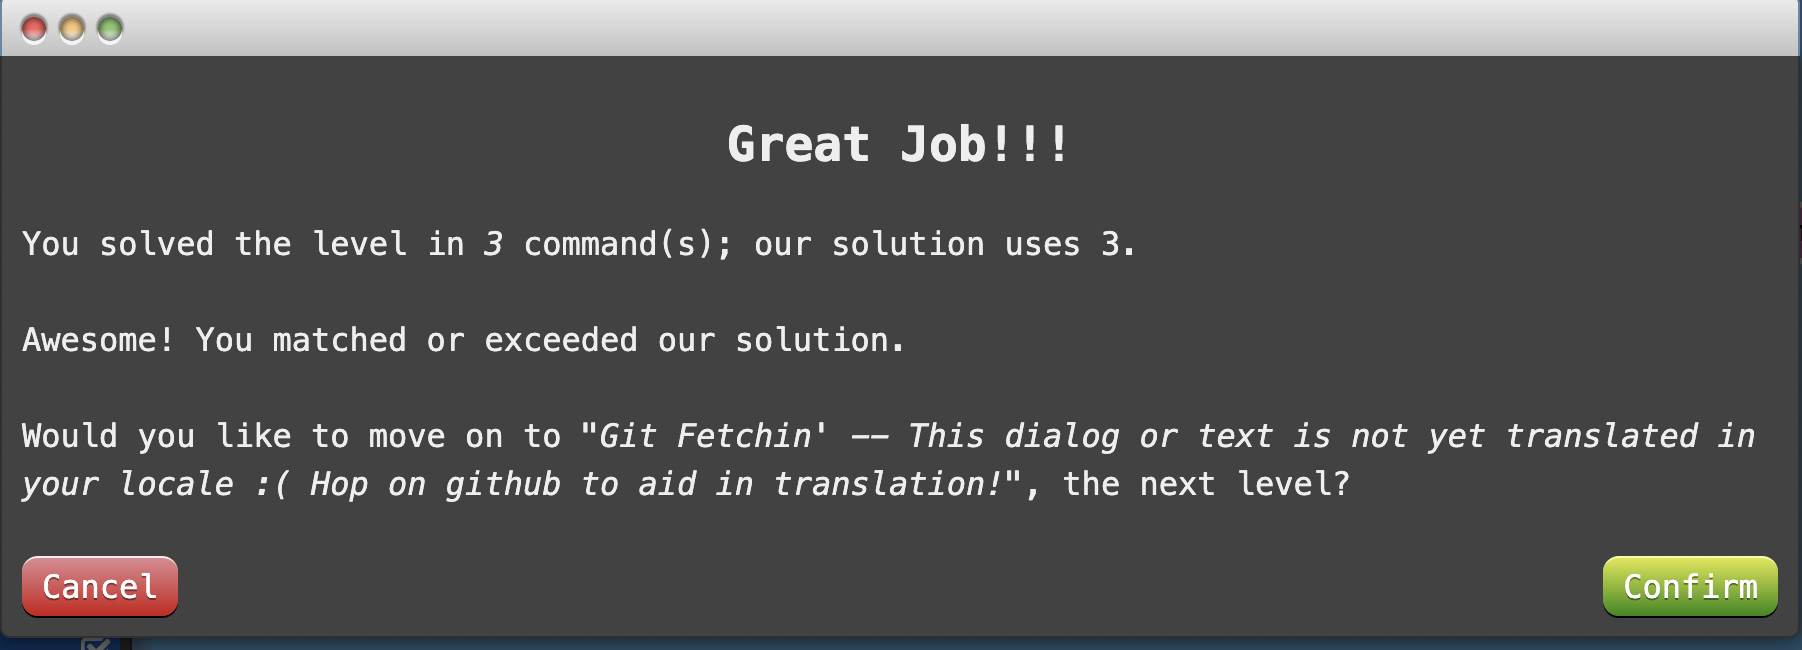 Great Job!!!
You solved the level in 3 command(s); our solution uses 3.
Awesome! You matched or exceeded our solution.
Would you like to move on to "Git Fetchin' -- This dialog or text is not yet translated in
your locale :( Hop on github to aid in translation!", the next level?
Cancel
Confirm